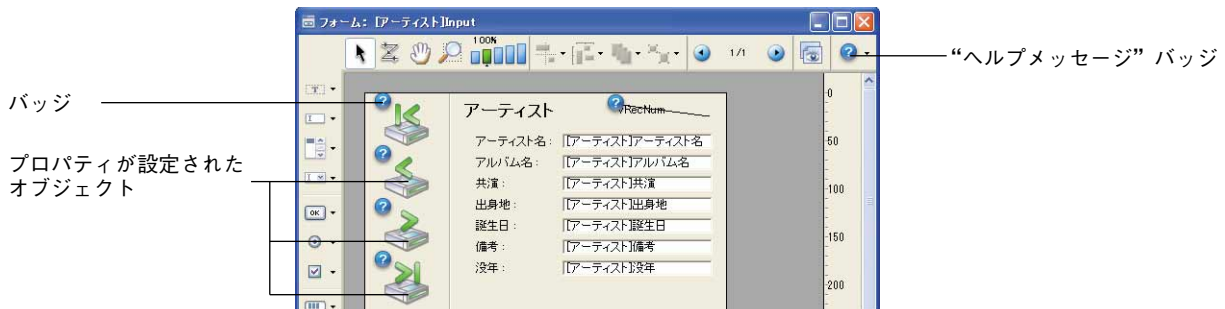 フォーム: [アーティスト]Input
100%
1/1
“ヘルプメッセージ” バッジ
バッジ
プロパティが設定された
オブジェクト
OK
アーティスト
vRecNum
アーティスト名: [アーティスト]アーティスト名
アルバム名: [アーティスト]アルバム名
共演: [アーティスト]共演
出身地: [アーティスト]出身地
誕生日: [アーティスト]誕生日
備考: [アーティスト]備考
没年: [アーティスト]没年
0
50
100
150
200